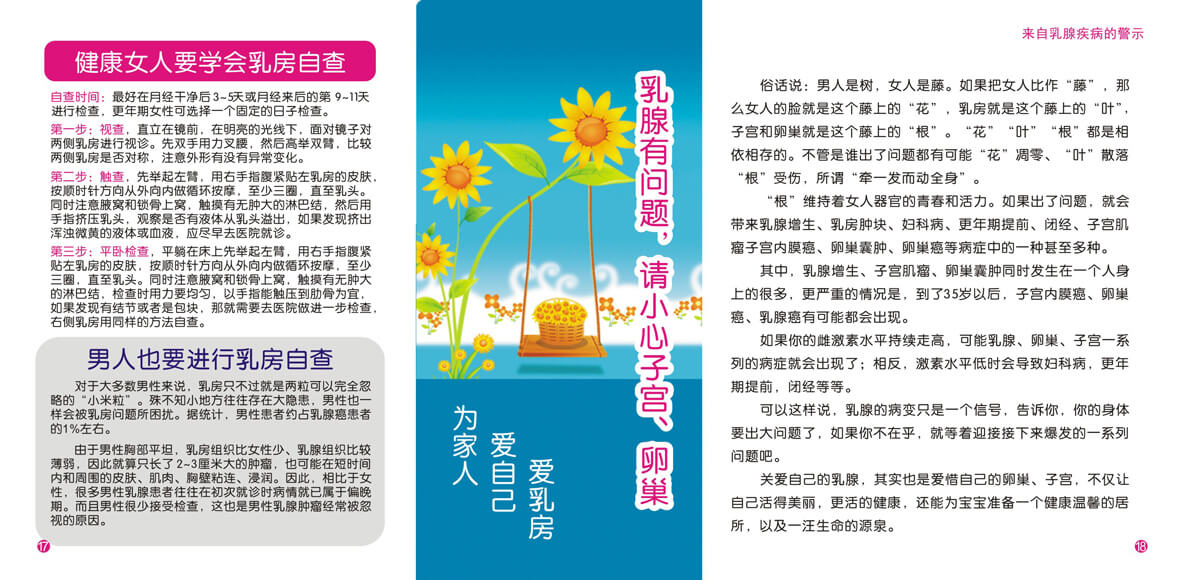 健康女人要学会乳房自查
自查时间：最好在月经干净后3~5天或月经来后的第 9~11天
进行检查，更年期女性可选择一个固定的日子检查。
第一步：视查，直立在镜前，在明亮的光线下，面对镜子对
两侧乳房进行视诊。先双手用力叉腰，然后高举双臂，比较
两侧乳房是否对称，注意外形有没有异常变化。
第二步：触查，先举起左臂，用右手指腹紧贴左乳房的皮肤，
按顺时针方向从外向内做循环按摩，至少三圈，直至乳头。
同时注意腋窝和锁骨上窝，触摸有无肿大的淋巴结，然后用
手指挤压乳头，观察是否有液体从乳头溢出，如果发现挤出
浑浊微黄的液体或血液，应尽早去医院就诊。
第三步：平卧检查，平躺在床上先举起左臂，用右手指腹紧
贴左乳房的皮肤，按顺时针方向从外向内做循环按摩，至少
三圈，直至乳头。同时注意腋窝和锁骨上窝，触摸有无肿大
的淋巴结，检查时用力要均匀，以手指能触压到肋骨为宜，
如果发现有结节或者是包块，那就需要去医院做进一步检查，
右侧乳房用同样的方法自查。
男人也要进行乳房自查
对于大多数男性来说，乳房只不过就是两粒可以完全忽
略的“小米粒”。殊不知小地方往往存在大隐患，男性也一
样会被乳房问题所困扰。据统计，男性患者约占乳腺癌患者
的1%左右。
由于男性胸部平坦，乳房组织比女性少、乳腺组织比较
薄弱，因此就算只长了2~3厘米大的肿瘤，也可能在短时间
内和周围的皮肤、肌肉、胸壁粘连、浸润。因此，相比于女
性，很多男性乳腺患者往往在初次就诊时病情就已属于偏晚
期。而且男性很少接受检查，这也是男性乳腺肿瘤经常被忽
视的原因。
17
乳腺有问题，请小心子宫、卵巢
为家人
爱自己
爱乳房
来自乳腺疾病的警示
俗话说：男人是树，女人是藤。如果把女人比作“藤”，那
么女人的脸就是这个藤上的“花”，乳房就是这个藤上的“叶”，
子宫和卵巢就是这个藤上的“根”。“花”“叶”“根”都是相
依相存的。不管是谁出了问题都有可能“花”凋零、“叶”散落
“根”受伤，所谓“牵一发而动全身”。
“根”维持着女人器官的青春和活力。如果出了问题，就会
带来乳腺增生、乳房肿块、妇科病、更年期提前、闭经、子宫肌
瘤子宫内膜癌、卵巢囊肿、卵巢癌等病症中的一种甚至多种。
其中，乳腺增生、子宫肌瘤、卵巢囊肿同时发生在一个人身
上的很多，更严重的情况是，到了35岁以后，子宫内膜癌、卵巢
癌、乳腺癌有可能都会出现。
如果你的雌激素水平持续走高，可能乳腺、卵巢、子宫一系
列的病症就会出现了；相反，激素水平低时会导致妇科病，更年
期提前，闭经等等。
可以这样说，乳腺的病变只是一个信号，告诉你，你的身体
要出大问题了，如果你不在乎，就等着迎接接下来爆发的一系列
问题吧。
关爱自己的乳腺，其实也是爱惜自己的卵巢、子宫，不仅让
自己活得美丽，更活的健康，还能为宝宝准备一个健康温馨的居
所，以及一汪生命的源泉。
18